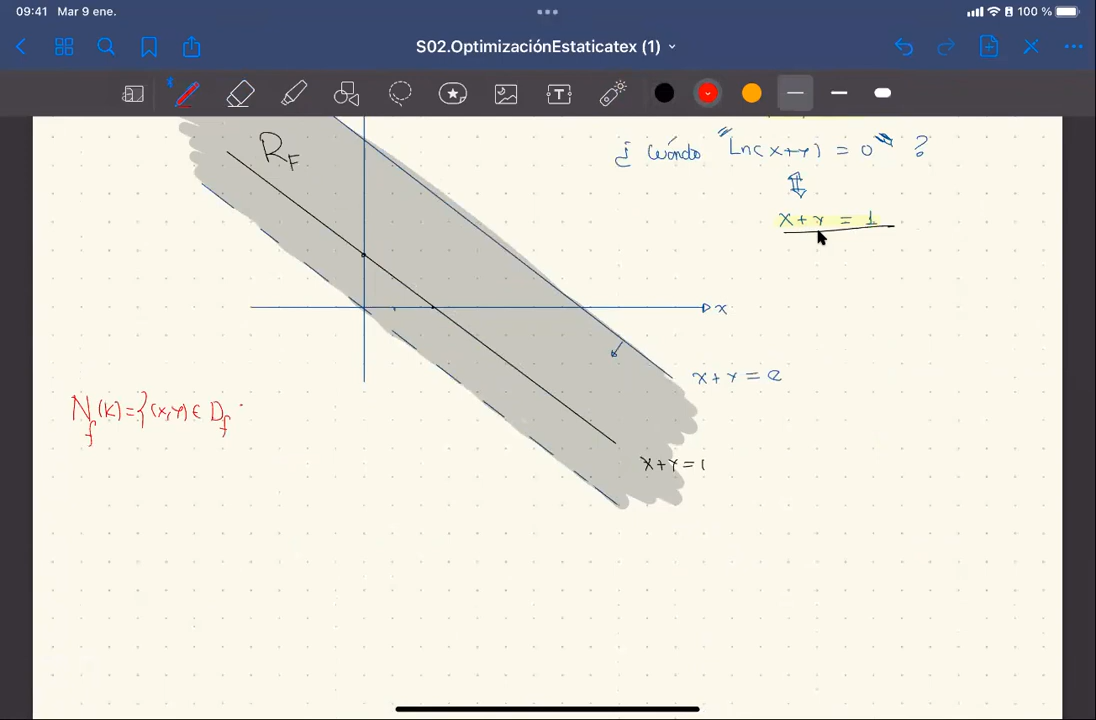 09:41 Mar 9 ene.
100 %
S02.OptimizaciónEstaticatex (1)
R_F
¿ cuándo "Ln(x+y) = 0" ?
⇕
x+y = 1
x
x+y = e
N_f(K)={(x,y) ∈ D_f :
x+y=1